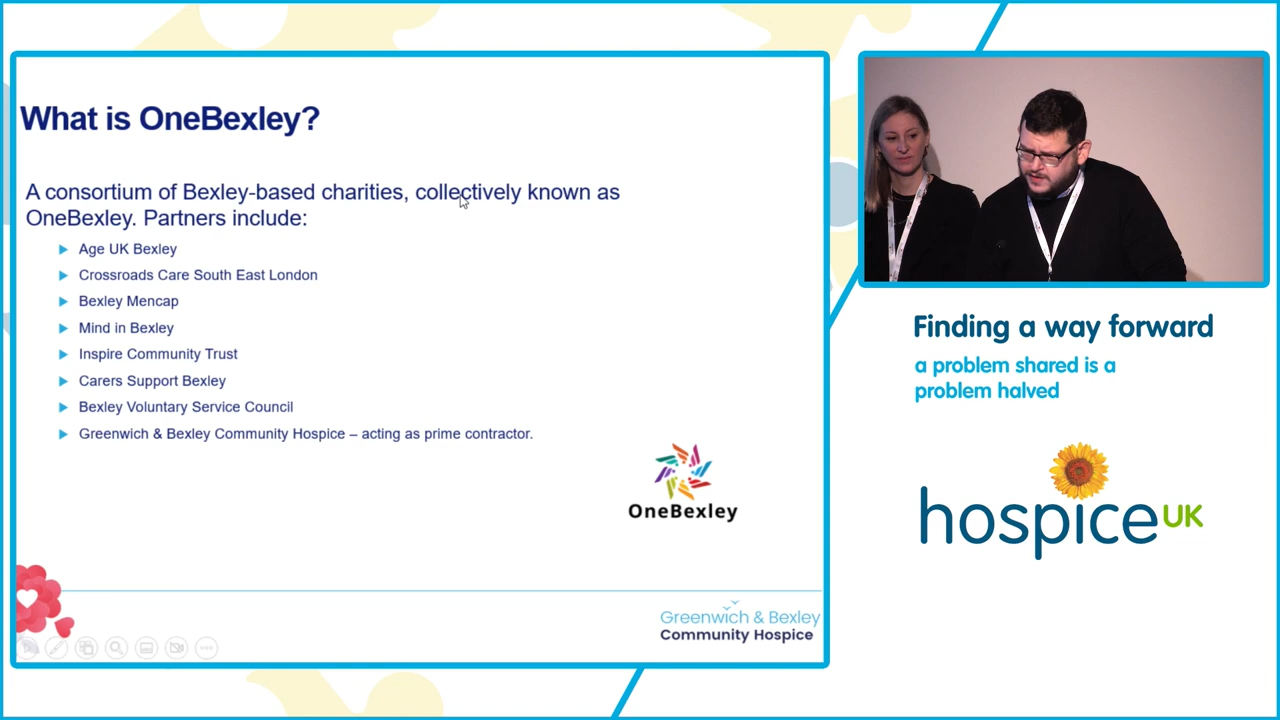 What is OneBexley?
A consortium of Bexley-based charities, collectively known as
OneBexley. Partners include:
Age UK Bexley
Crossroads Care South East London
Bexley Mencap
Mind in Bexley
Inspire Community Trust
Carers Support Bexley
Bexley Voluntary Service Council
Greenwich & Bexley Community Hospice – acting as prime contractor.
OneBexley
Greenwich & Bexley
Community Hospice
Finding a way forward
a problem shared is a
problem halved
hospice UK